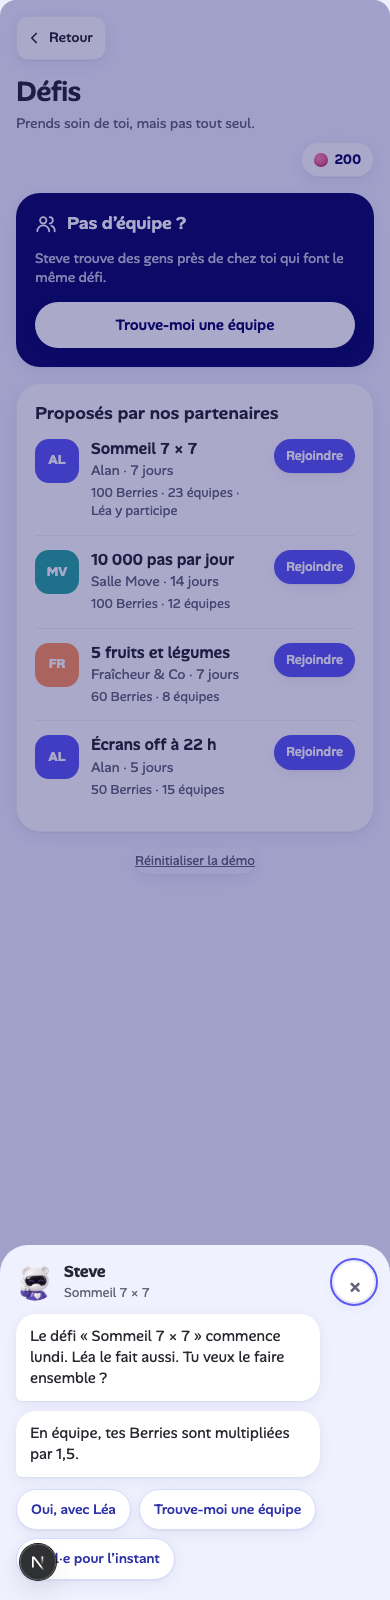 Retour
Défis
Prends soin de toi, mais pas tout seul.
200
Pas d'équipe ?
Steve trouve des gens près de chez toi qui font le
même défi.
Trouve-moi une équipe
Proposés par nos partenaires
AL
Sommeil 7 × 7
Rejoindre
Alan · 7 jours
100 Berries · 23 équipes ·
Léa y participe
MV
10 000 pas par jour
Rejoindre
Salle Move · 14 jours
100 Berries · 12 équipes
FR
5 fruits et légumes
Rejoindre
Fraîcheur & Co · 7 jours
60 Berries · 8 équipes
AL
Écrans off à 22 h
Rejoindre
Alan · 5 jours
50 Berries · 15 équipes
Réinitialiser la démo
Steve
Sommeil 7 × 7
×
Le défi « Sommeil 7 × 7 » commence
lundi. Léa le fait aussi. Tu veux le faire
ensemble ?
En équipe, tes Berries sont multipliées
par 1,5.
Oui, avec Léa
Trouve-moi une équipe
N
pour l'instant